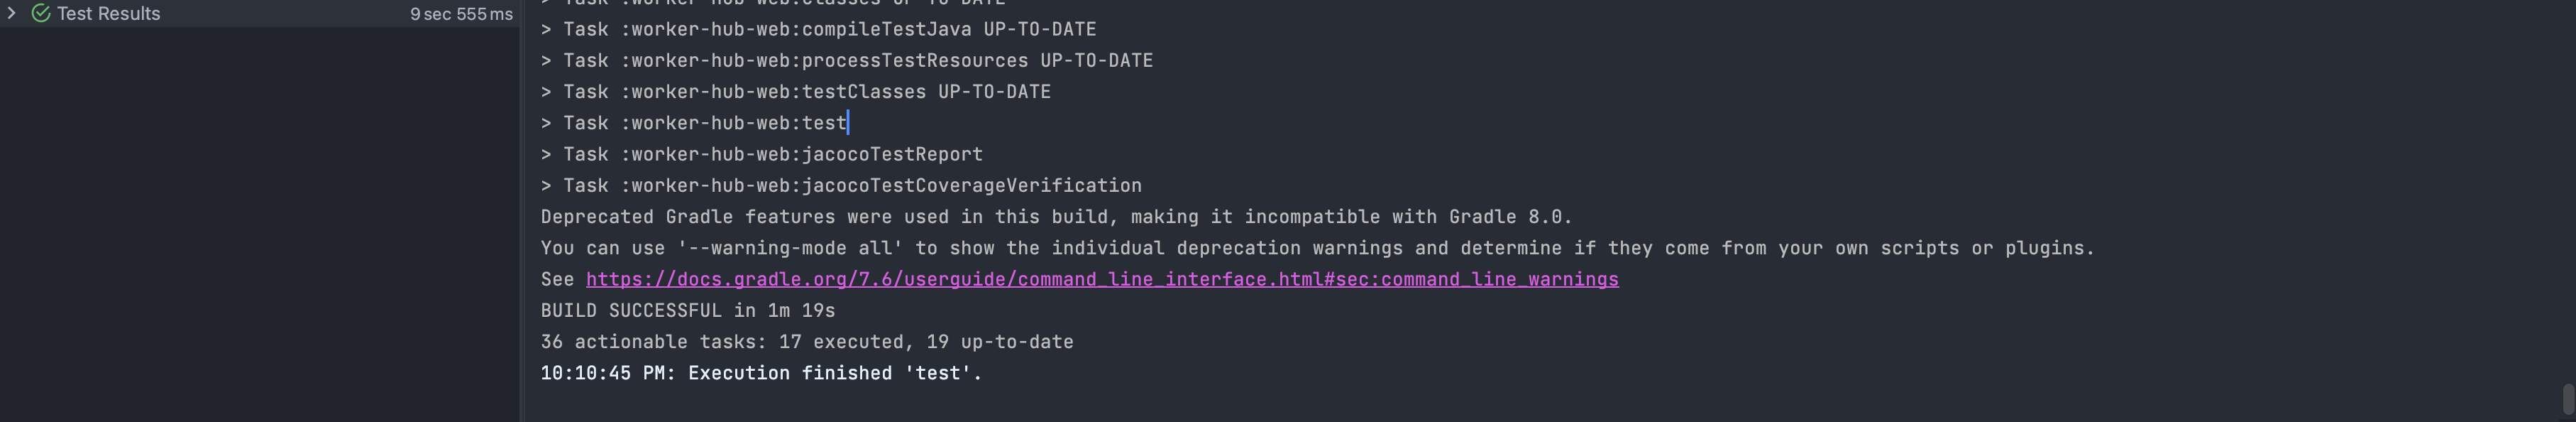 Test Results
9 sec 555 ms
> Task :worker-hub-web:classes UP-TO-DATE
> Task :worker-hub-web:compileTestJava UP-TO-DATE
> Task :worker-hub-web:processTestResources UP-TO-DATE
> Task :worker-hub-web:testClasses UP-TO-DATE
> Task :worker-hub-web:test
> Task :worker-hub-web:jacocoTestReport
> Task :worker-hub-web:jacocoTestCoverageVerification
Deprecated Gradle features were used in this build, making it incompatible with Gradle 8.0.
You can use '--warning-mode all' to show the individual deprecation warnings and determine if they come from your own scripts or plugins.
See https://docs.gradle.org/7.6/userguide/command_line_interface.html#sec:command_line_warnings
BUILD SUCCESSFUL in 1m 19s
36 actionable tasks: 17 executed, 19 up-to-date
10:10:45 PM: Execution finished 'test'.